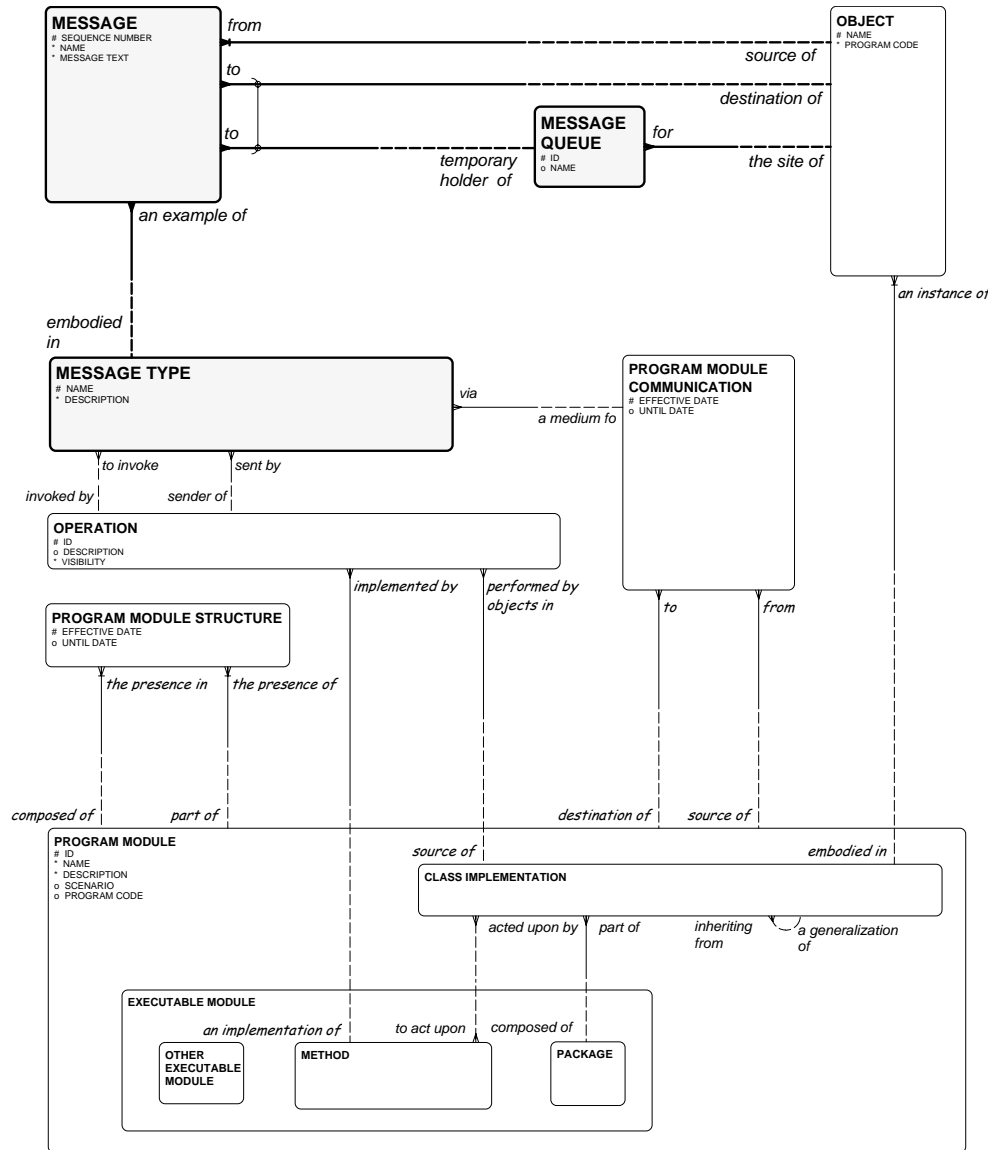 MESSAGE
# SEQUENCE NUMBER
* NAME
* MESSAGE TEXT
from
source of
OBJECT
# NAME
* PROGRAM CODE
to
destination of
to
temporary
holder of
MESSAGE
QUEUE
# ID
o NAME
for
the site of
an example of
embodied
in
an instance of
MESSAGE TYPE
# NAME
* DESCRIPTION
via
a medium fo
PROGRAM MODULE
COMMUNICATION
# EFFECTIVE DATE
o UNTIL DATE
to invoke
sent by
invoked by
sender of
OPERATION
# ID
o DESCRIPTION
* VISIBILITY
implemented by
performed by
objects in
to
from
PROGRAM MODULE STRUCTURE
# EFFECTIVE DATE
o UNTIL DATE
the presence in
the presence of
composed of
part of
destination of
source of
PROGRAM MODULE
# ID
* NAME
* DESCRIPTION
o SCENARIO
o PROGRAM CODE
source of
embodied in
CLASS IMPLEMENTATION
acted upon by
part of
inheriting
from
a generalization
of
EXECUTABLE MODULE
an implementation of
to act upon
composed of
OTHER
EXECUTABLE
MODULE
METHOD
PACKAGE